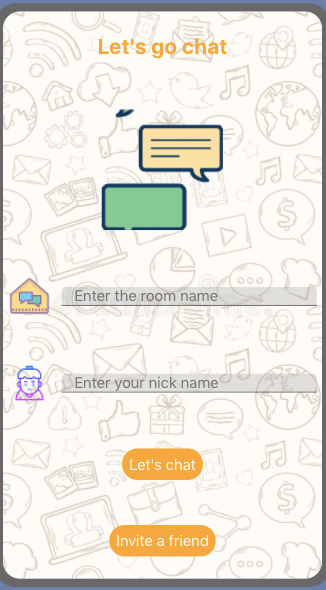 Let's go chat
Enter the room name
Enter your nick name
Let's chat
Invite a friend